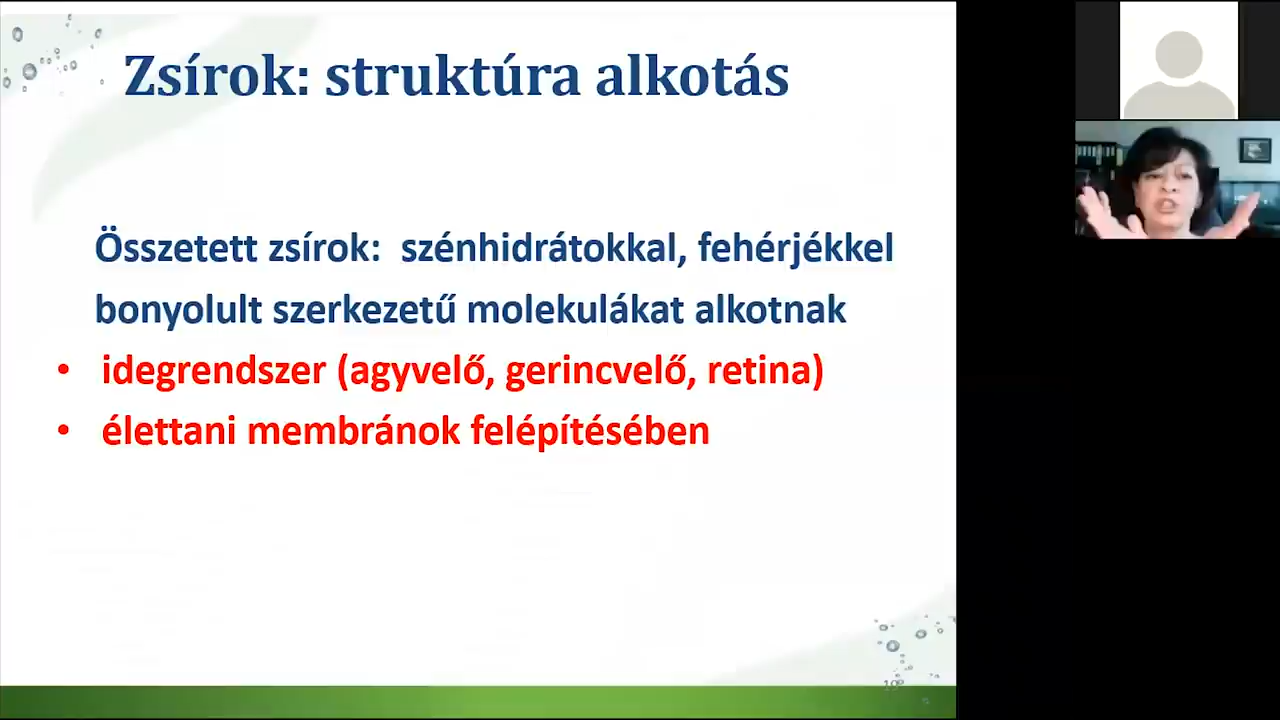 Zsírok: struktúra alkotás
Összetett zsírok: szénhidrátokkal, fehérjékkel
bonyolult szerkezetű molekulákat alkotnak
• idegrendszer (agyvelő, gerincvelő, retina)
• élettani membránok felépítésében